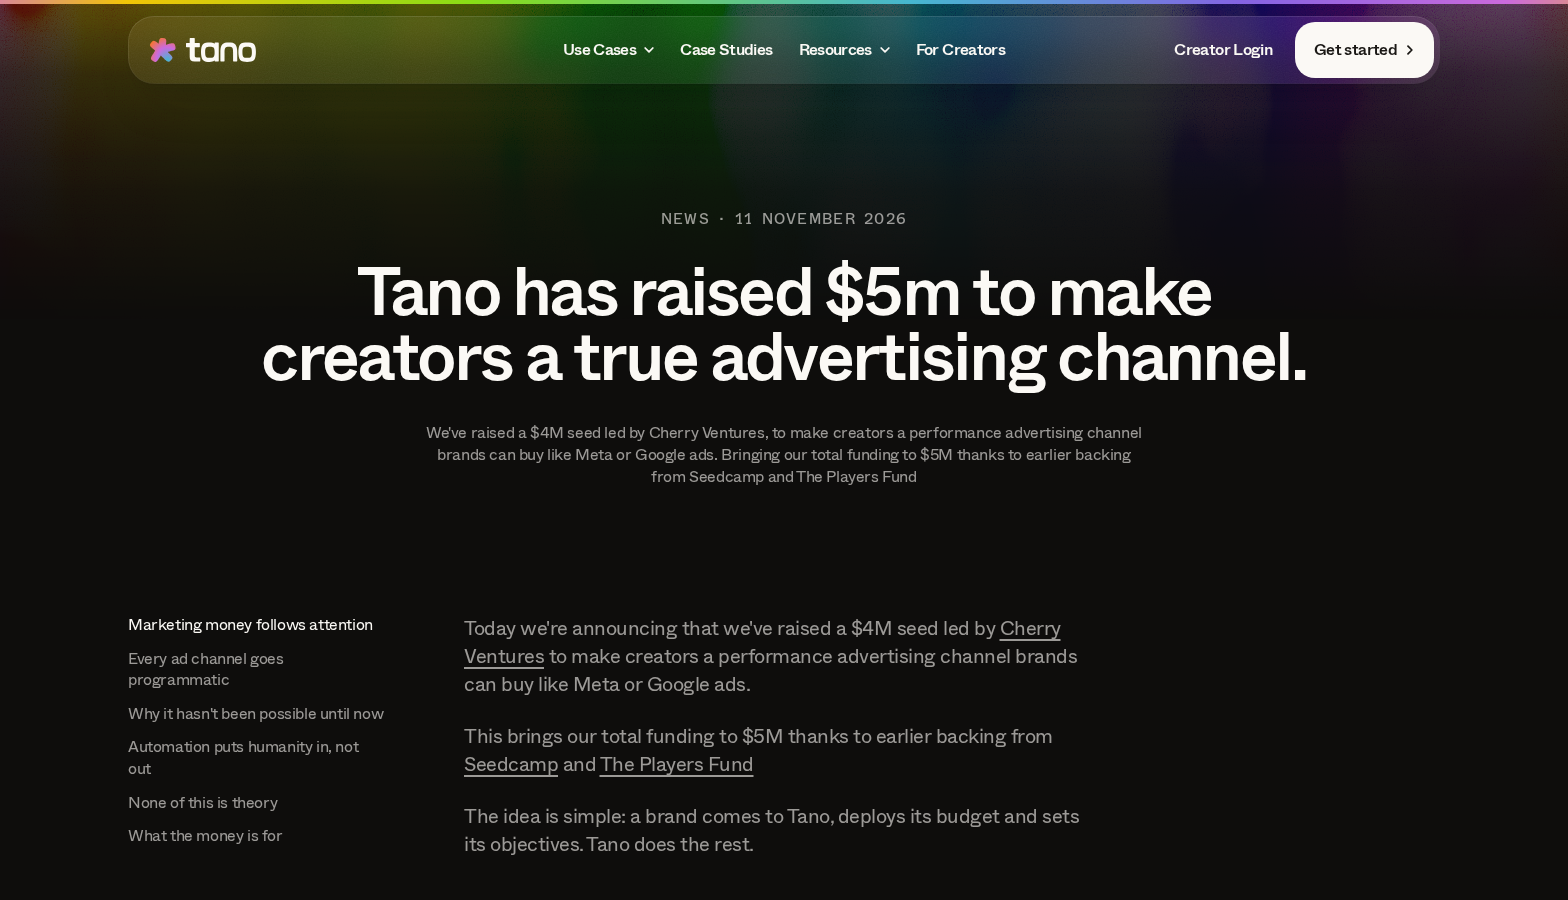 tano
Use Cases
Case Studies
Resources
For Creators
Creator Login
Get started
NEWS · 11 NOVEMBER 2026
Tano has raised $5m to make
creators a true advertising channel.
We've raised a $4M seed led by Cherry Ventures, to make creators a performance advertising channel
brands can buy like Meta or Google ads. Bringing our total funding to $5M thanks to earlier backing
from Seedcamp and The Players Fund
Marketing money follows attention
Every ad channel goes
programmatic
Why it hasn't been possible until now
Automation puts humanity in, not
out
None of this is theory
What the money is for
Today we're announcing that we've raised a $4M seed led by Cherry
Ventures to make creators a performance advertising channel brands
can buy like Meta or Google ads.
This brings our total funding to $5M thanks to earlier backing from
Seedcamp and The Players Fund
The idea is simple: a brand comes to Tano, deploys its budget and sets
its objectives. Tano does the rest.